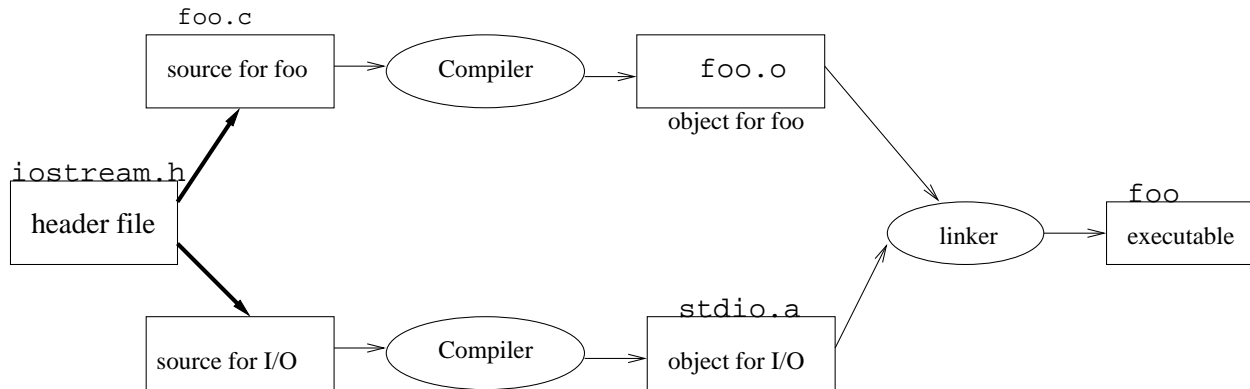 foo.c
source for foo
Compiler
foo.o
object for foo
iostream.h
header file
linker
foo
executable
source for I/O
Compiler
stdio.a
object for I/O